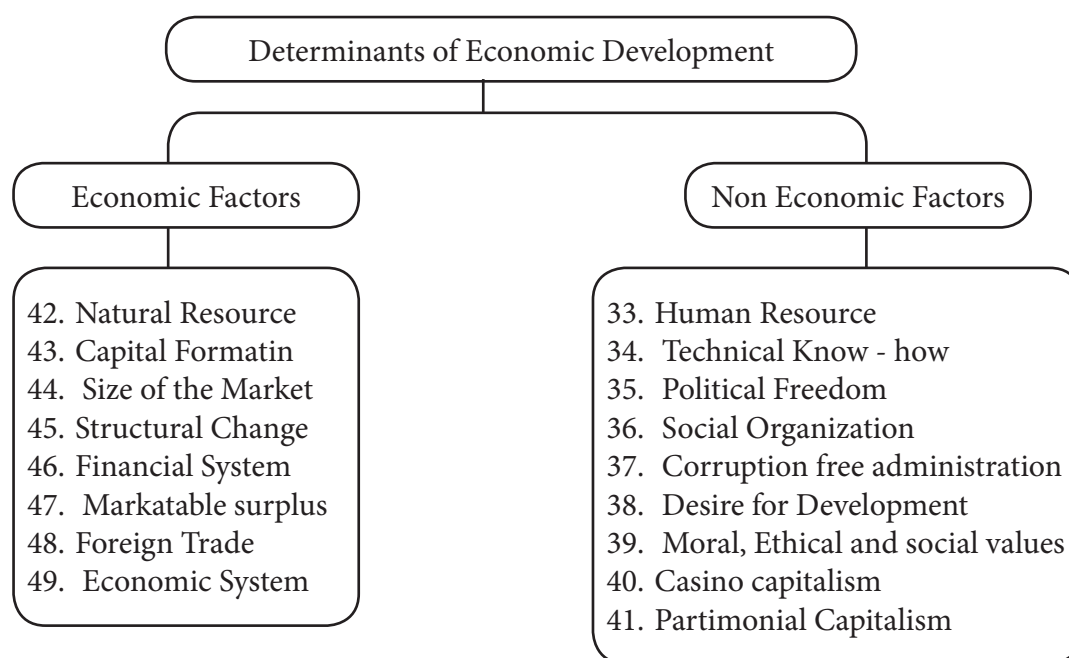 Determinants of Economic Development
Economic Factors
42. Natural Resource
43. Capital Formatin
44. Size of the Market
45. Structural Change
46. Financial System
47. Markatable surplus
48. Foreign Trade
49. Economic System
Non Economic Factors
33. Human Resource
34. Technical Know - how
35. Political Freedom
36. Social Organization
37. Corruption free administration
38. Desire for Development
39. Moral, Ethical and social values
40. Casino capitalism
41. Partimonial Capitalism